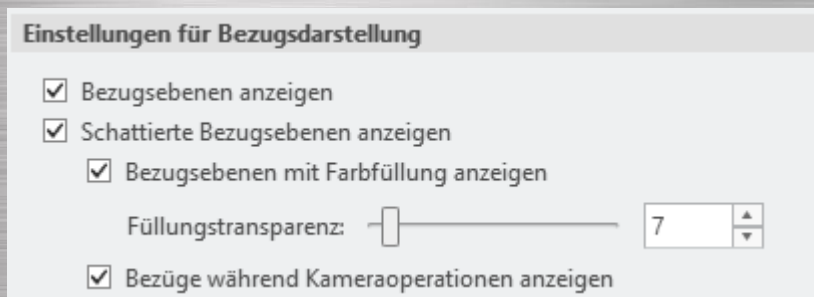 Einstellungen für Bezugsdarstellung
Bezugsebenen anzeigen
Schattierte Bezugsebenen anzeigen
Bezugsebenen mit Farbfüllung anzeigen
Füllungstransparenz: 7
Bezüge während Kameraoperationen anzeigen